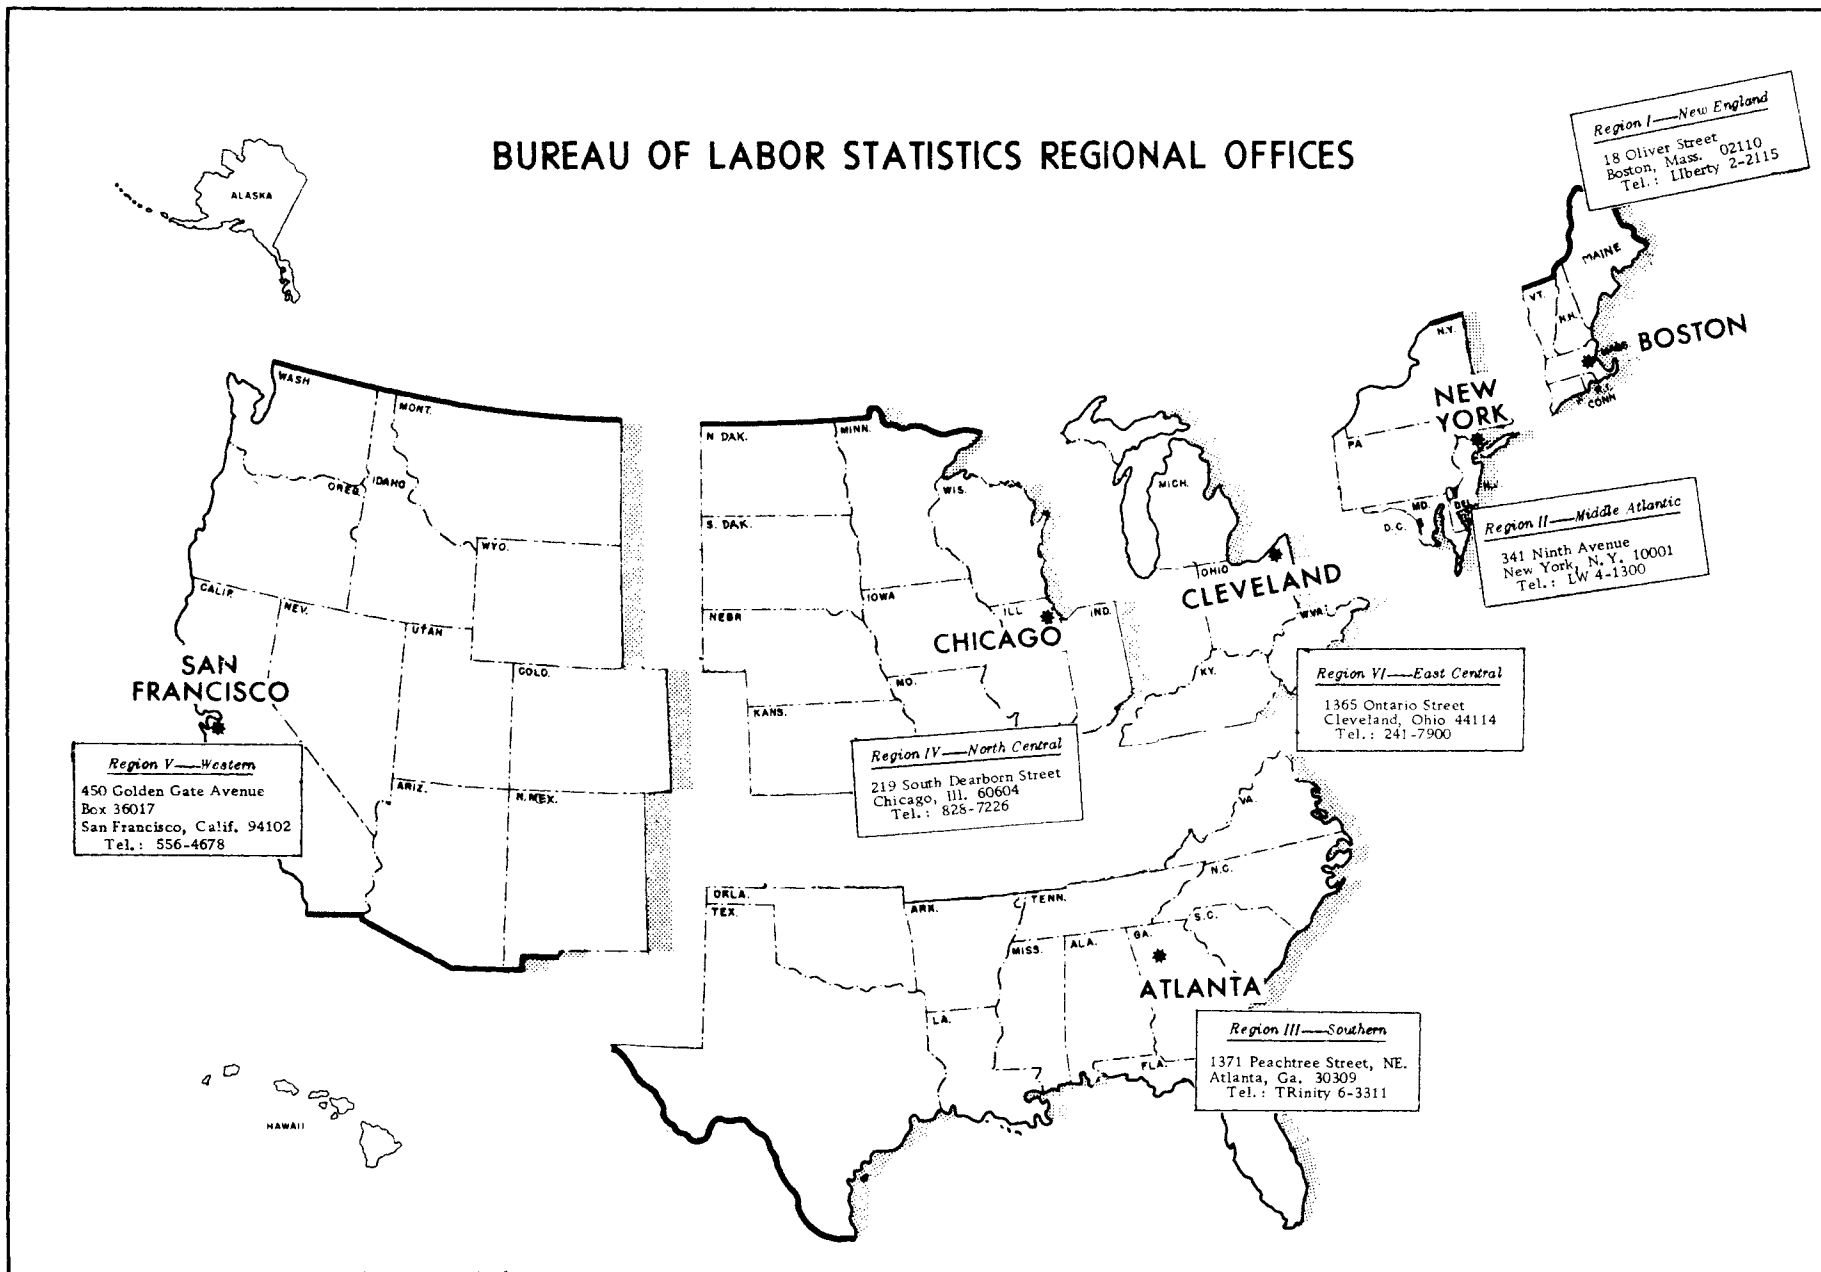 BUREAU OF LABOR STATISTICS REGIONAL OFFICES
Region I—New England
18 Oliver Street
Boston, Mass. 02110
Tel.: LIberty 2-2115
ALASKA
MAINE
VT.
N.H.
MASS.
BOSTON
R.I.
CONN
N.Y.
NEW
YORK
PA
N.J.
MD.
DEL.
D.C.
Region II—Middle Atlantic
341 Ninth Avenue
New York, N. Y. 10001
Tel.: LW 4-1300
WASH
MONT.
OREG.
IDAHO
WYO.
CALIF.
NEV.
UTAH
COLO.
ARIZ.
N.MEX.
SAN
FRANCISCO
Region V—Western
450 Golden Gate Avenue
Box 36017
San Francisco, Calif. 94102
Tel.: 556-4678
N DAK.
MINN.
S. DAK.
WIS.
NEBR
IOWA
ILL
IND.
KANS.
MO.
CHICAGO
Region IV—North Central
219 South Dearborn Street
Chicago, Ill. 60604
Tel.: 828-7226
MICH.
OHIO
CLEVELAND
W.VA.
KY.
Region VI—East Central
1365 Ontario Street
Cleveland, Ohio 44114
Tel.: 241-7900
VA.
N.C.
OKLA.
TEX.
ARK.
TENN.
S.C.
MISS.
ALA.
GA.
ATLANTA
LA.
FLA.
Region III—Southern
1371 Peachtree Street, NE.
Atlanta, Ga. 30309
Tel.: TRinity 6-3311
HAWAII